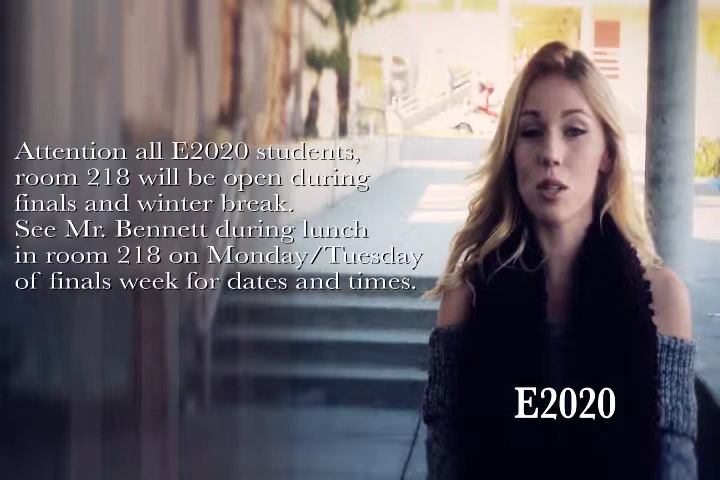 Attention all E2020 students,
room 218 will be open during
finals and winter break.
See Mr. Bennett during lunch
in room 218 on Monday/Tuesday
of finals week for dates and times.
E2020